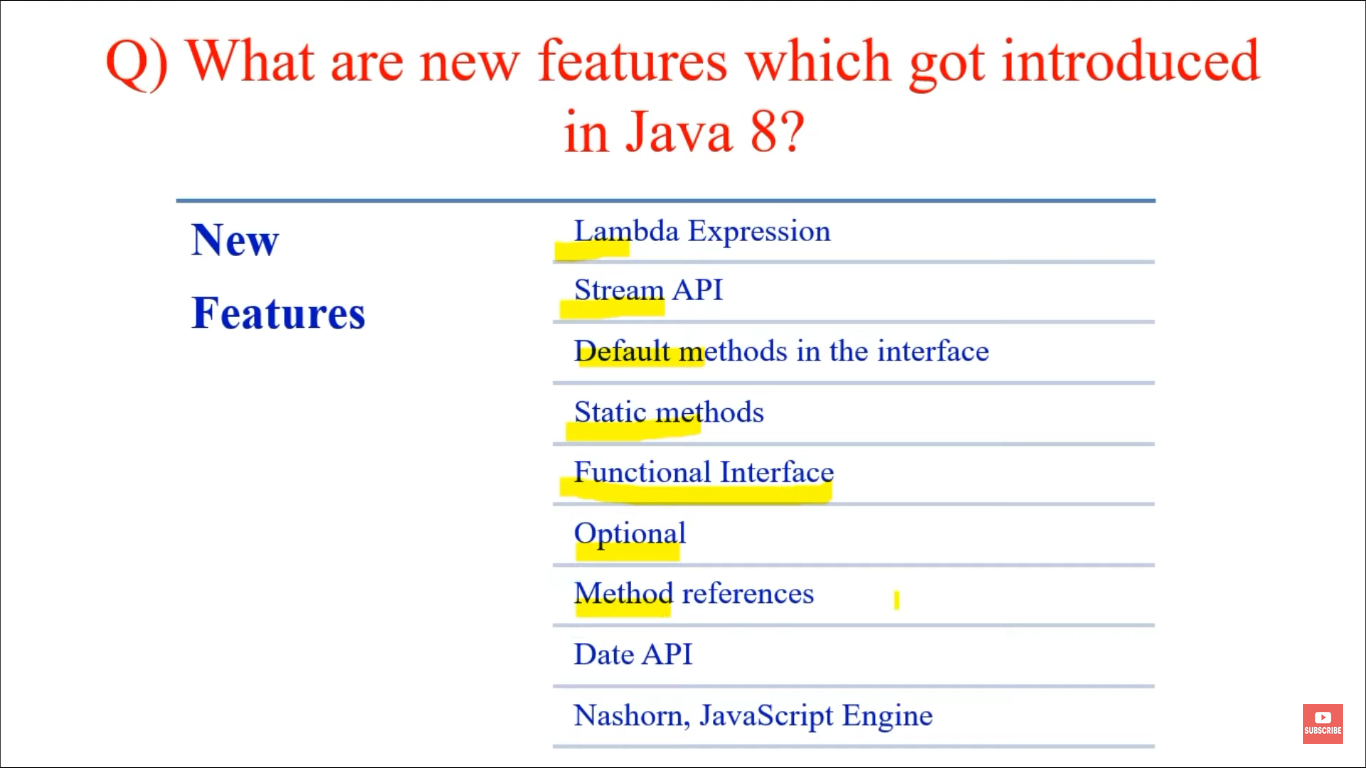 Q) What are new features which got introduced
in Java 8?
New
Features
Lambda Expression
Stream API
Default methods in the interface
Static methods
Functional Interface
Optional
Method references
Date API
Nashorn, JavaScript Engine
SUBSCRIBE